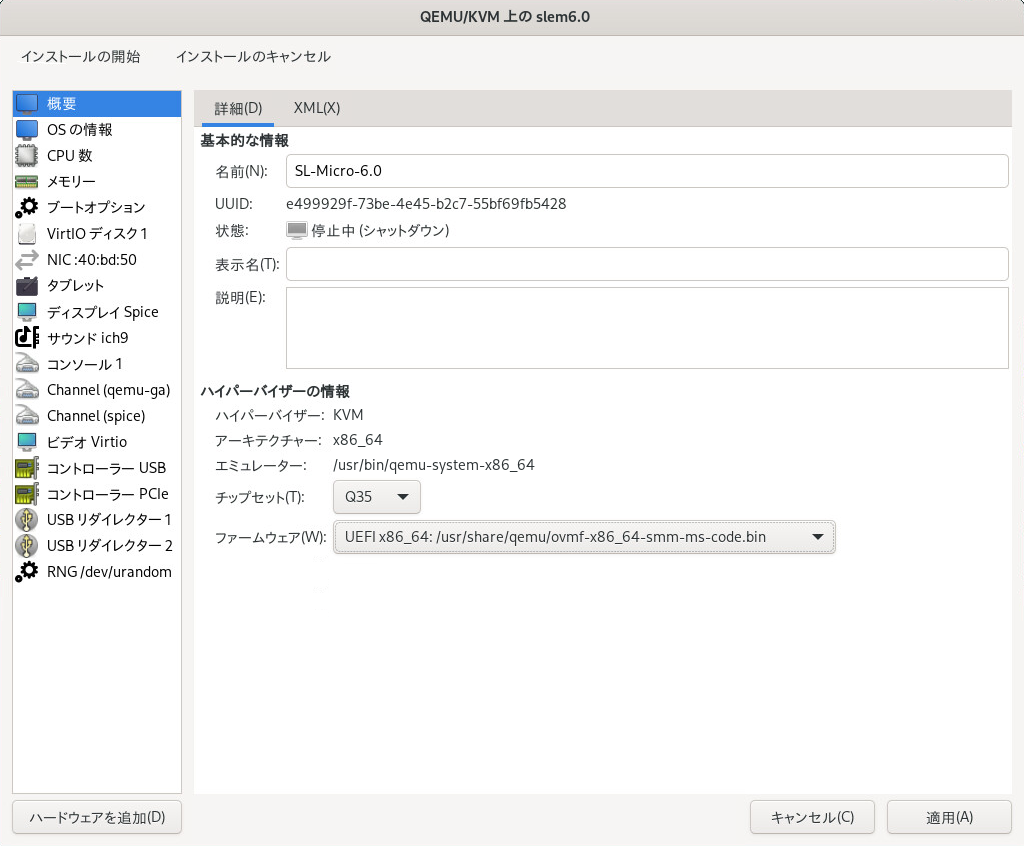 QEMU/KVM 上の slem6.0
インストールの開始 インストールのキャンセル
概要
OS の情報
CPU 数
メモリー
ブートオプション
VirtIO ディスク 1
NIC :40:bd:50
タブレット
ディスプレイ Spice
サウンド ich9
コンソール 1
Channel (qemu-ga)
Channel (spice)
ビデオ Virtio
コントローラー USB
コントローラー PCIe
USB リダイレクター 1
USB リダイレクター 2
RNG /dev/urandom
ハードウェアを追加(D)
詳細(D) XML(X)
基本的な情報
名前(N): SL-Micro-6.0
UUID: e499929f-73be-4e45-b2c7-55bf69fb5428
状態: 停止中 (シャットダウン)
表示名(T):
説明(E):
ハイパーバイザーの情報
ハイパーバイザー: KVM
アーキテクチャー: x86_64
エミュレーター: /usr/bin/qemu-system-x86_64
チップセット(T): Q35
ファームウェア(W): UEFI x86_64: /usr/share/qemu/ovmf-x86_64-smm-ms-code.bin
キャンセル(C) 適用(A)